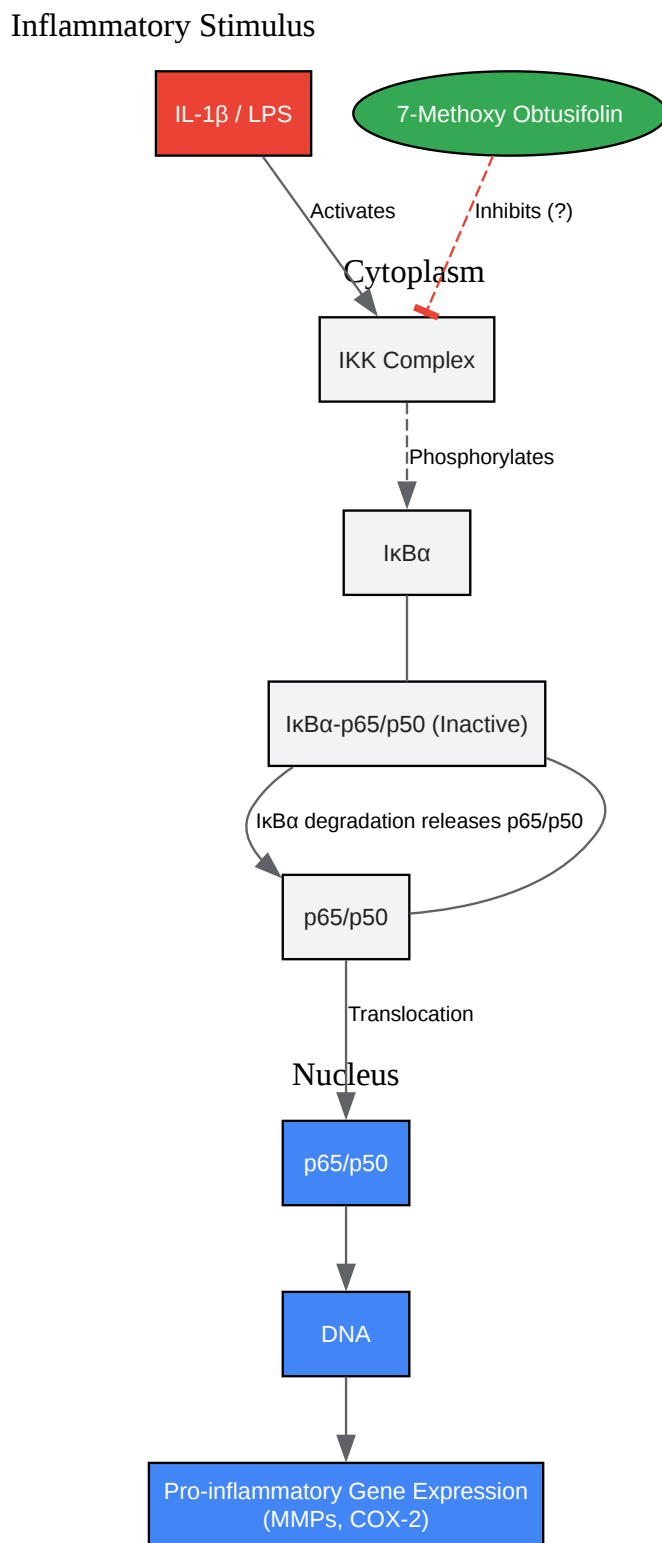 Inflammatory Stimulus
IL-1β / LPS
7-Methoxy Obtusifolin
Activates
Inhibits (?)
Cytoplasm
IKK Complex
Phosphorylates
IκBα
IκBα-p65/p50 (Inactive)
IκBα degradation releases p65/p50
p65/p50
Translocation
Nucleus
p65/p50
DNA
Pro-inflammatory Gene Expression
(MMPs, COX-2)